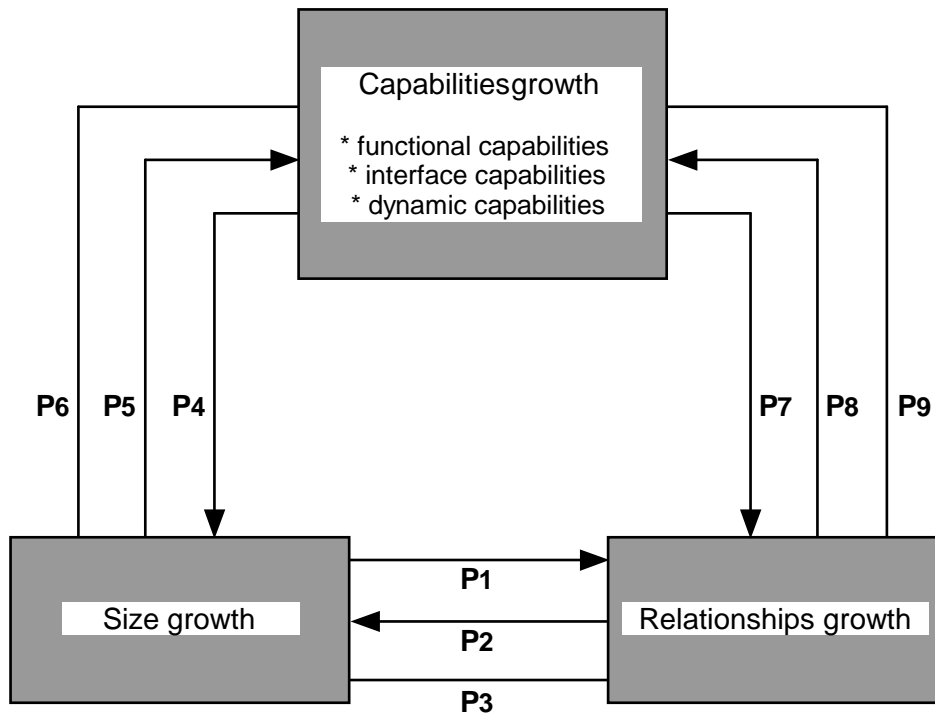 Capabilitiesgrowth
* functional capabilities
* interface capabilities
* dynamic capabilities
P6 P5 P4 P7 P8 P9
P1
Size growth Relationships growth
P2
P3